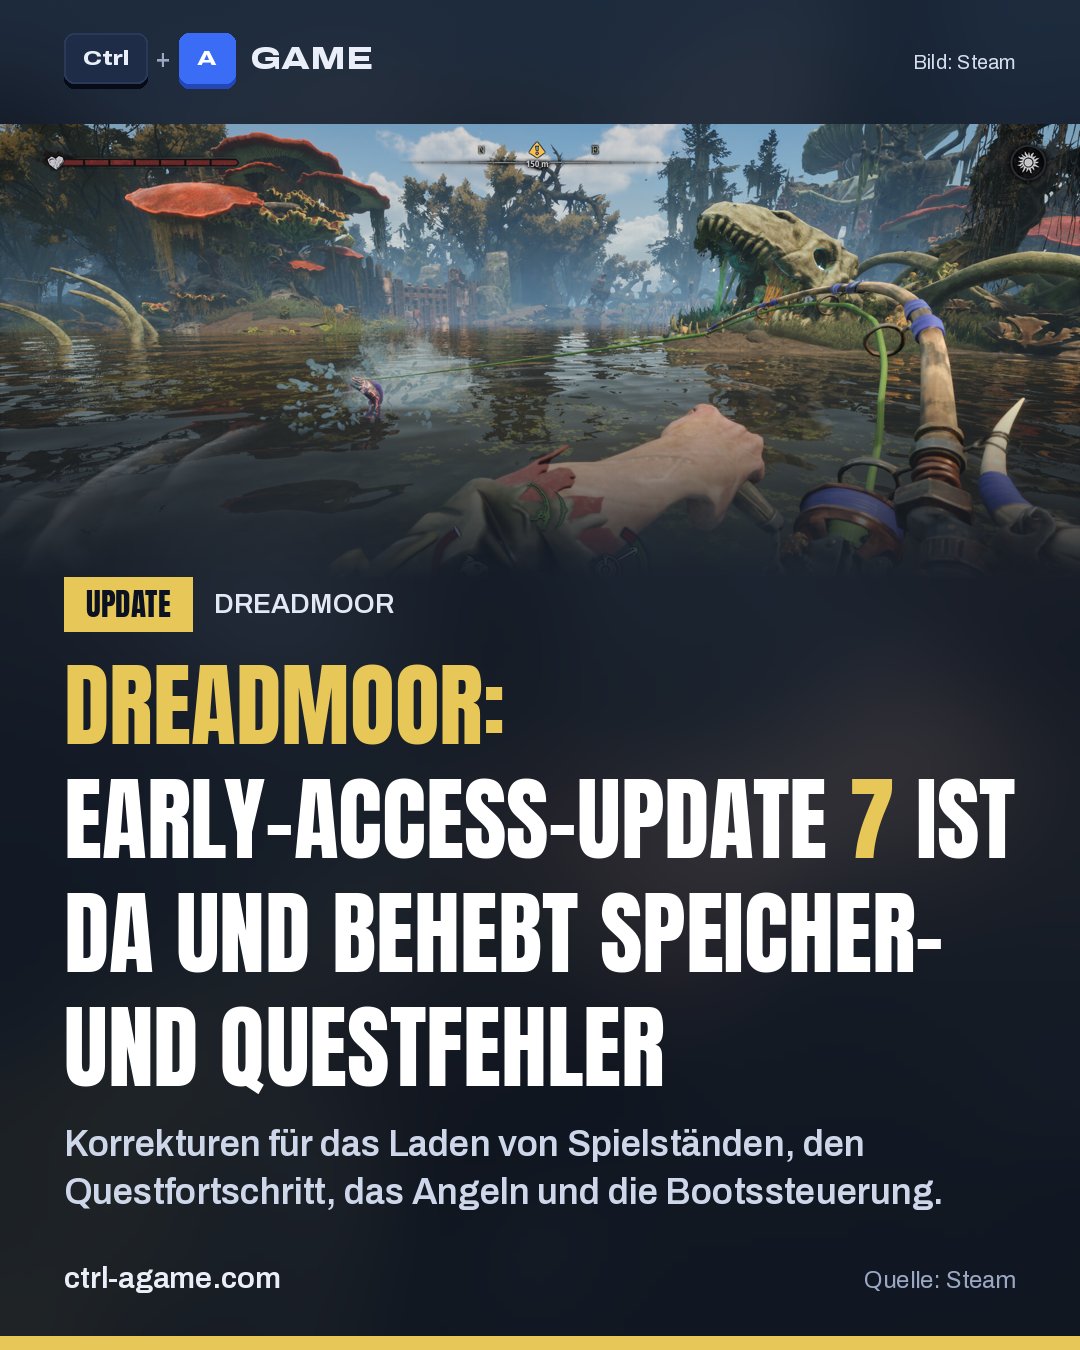 Ctrl + A GAME
Bild: Steam
N
150 m
UPDATE DREADMOOR
DREADMOOR:
EARLY-ACCESS-UPDATE 7 IST
DA UND BEHEBT SPEICHER-
UND QUESTFEHLER
Korrekturen für das Laden von Spielständen, den
Questfortschritt, das Angeln und die Bootssteuerung.
ctrl-agame.com
Quelle: Steam